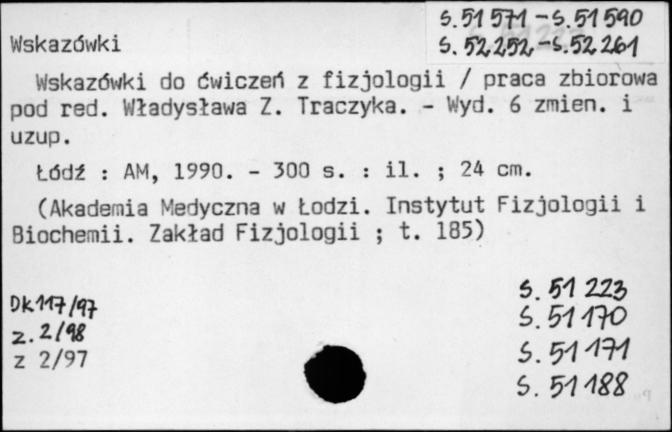 S. 51 571 – S. 51 590
S. 52 252 – S. 52 261
Wskazówki
Wskazówki do ćwiczeń z fizjologii / praca zbiorowa
pod red. Władysława Z. Traczyka. - Wyd. 6 zmien. i
uzup.
Łódź : AM, 1990. - 300 s. : il. ; 24 cm.
(Akademia Medyczna w Łodzi. Instytut Fizjologii i
Biochemii. Zakład Fizjologii ; t. 185)
DK 117/97
z. 2/98
z 2/97
S. 51 223
S. 51 170
S. 51 171
S. 51 188